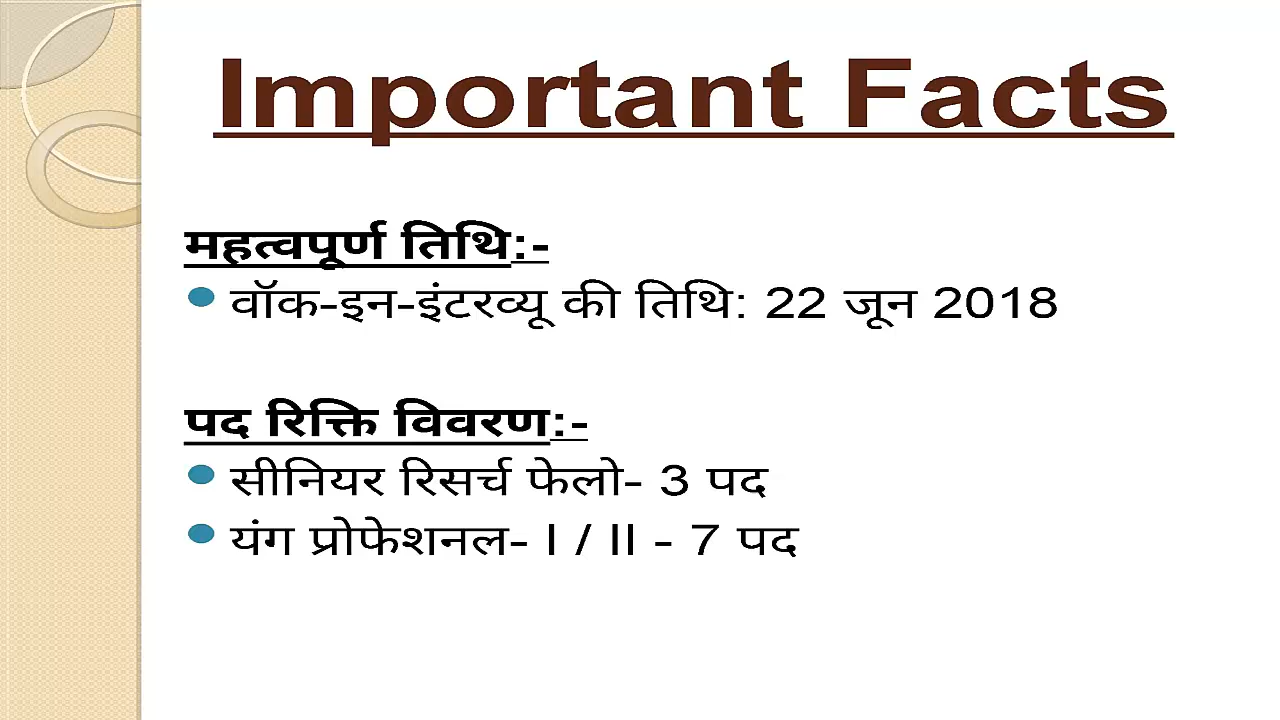 Important Facts
महत्वपूर्ण तिथि:-
वॉक-इन-इंटरव्यू की तिथि: 22 जून 2018
पद रिक्ति विवरण:-
सीनियर रिसर्च फेलो- 3 पद
यंग प्रोफेशनल- I / II - 7 पद